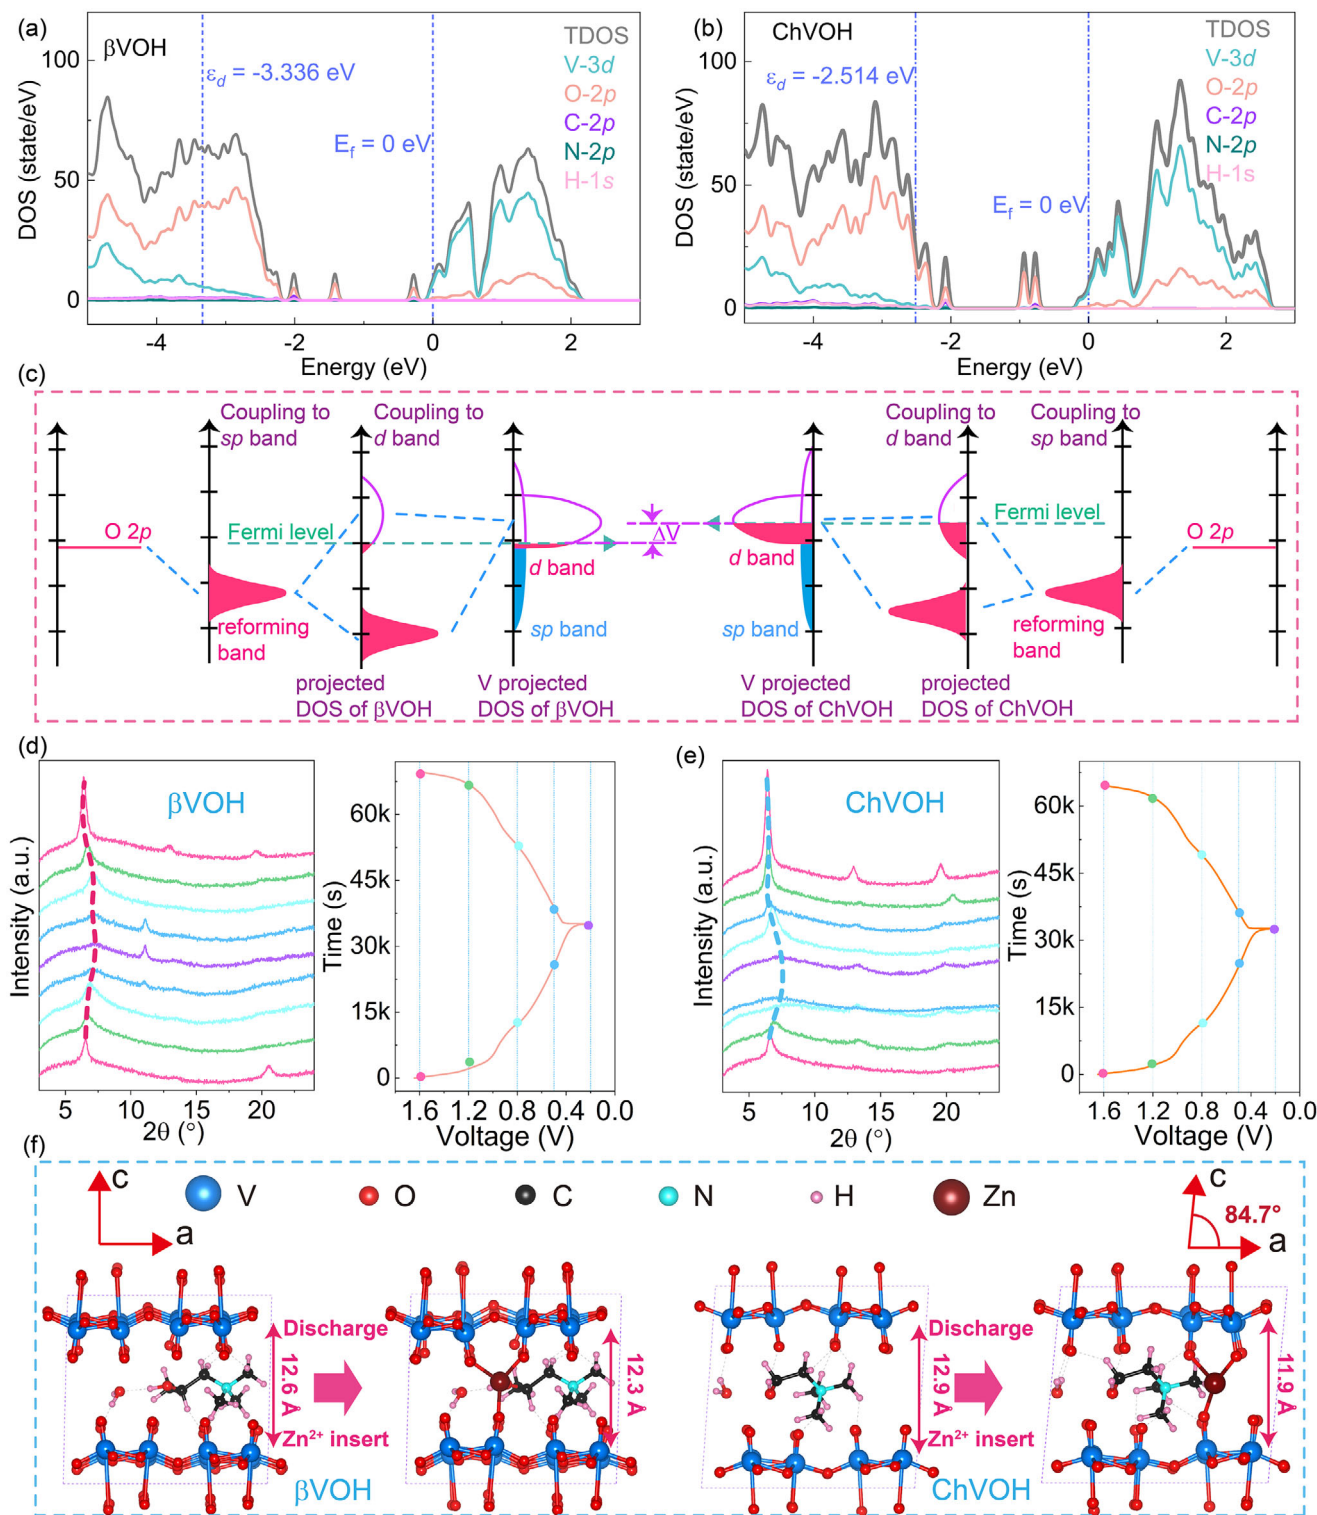 (a)
βVOH
TDOS
V-3d
O-2p
C-2p
N-2p
H-1s
εd = -3.336 eV
Ef = 0 eV
DOS (state/eV)
100
50
0
-4
-2
0
2
Energy (eV)
(b)
ChVOH
TDOS
V-3d
O-2p
C-2p
N-2p
H-1s
εd = -2.514 eV
Ef = 0 eV
DOS (state/eV)
100
50
0
-4
-2
0
2
Energy (eV)
(c)
Coupling to
sp band
Coupling to
d band
Coupling to
d band
Coupling to
sp band
O 2p
Fermi level
ΔV
Fermi level
O 2p
d band
d band
reforming
band
sp band
sp band
reforming
band
projected
DOS of βVOH
V projected
DOS of βVOH
V projected
DOS of ChVOH
projected
DOS of ChVOH
(d)
βVOH
Intensity (a.u.)
5
10
15
20
2θ (°)
Time (s)
60k
45k
30k
15k
0
1.6
1.2
0.8
0.4
0.0
Voltage (V)
(e)
ChVOH
Intensity (a.u.)
5
10
15
20
2θ (°)
Time (s)
60k
45k
30k
15k
0
1.6
1.2
0.8
0.4
0.0
Voltage (V)
(f)
c
a
V
O
C
N
H
Zn
c
84.7°
a
Discharge
12.6 Å
Zn²⁺ insert
12.3 Å
βVOH
Discharge
12.9 Å
Zn²⁺ insert
11.9 Å
ChVOH